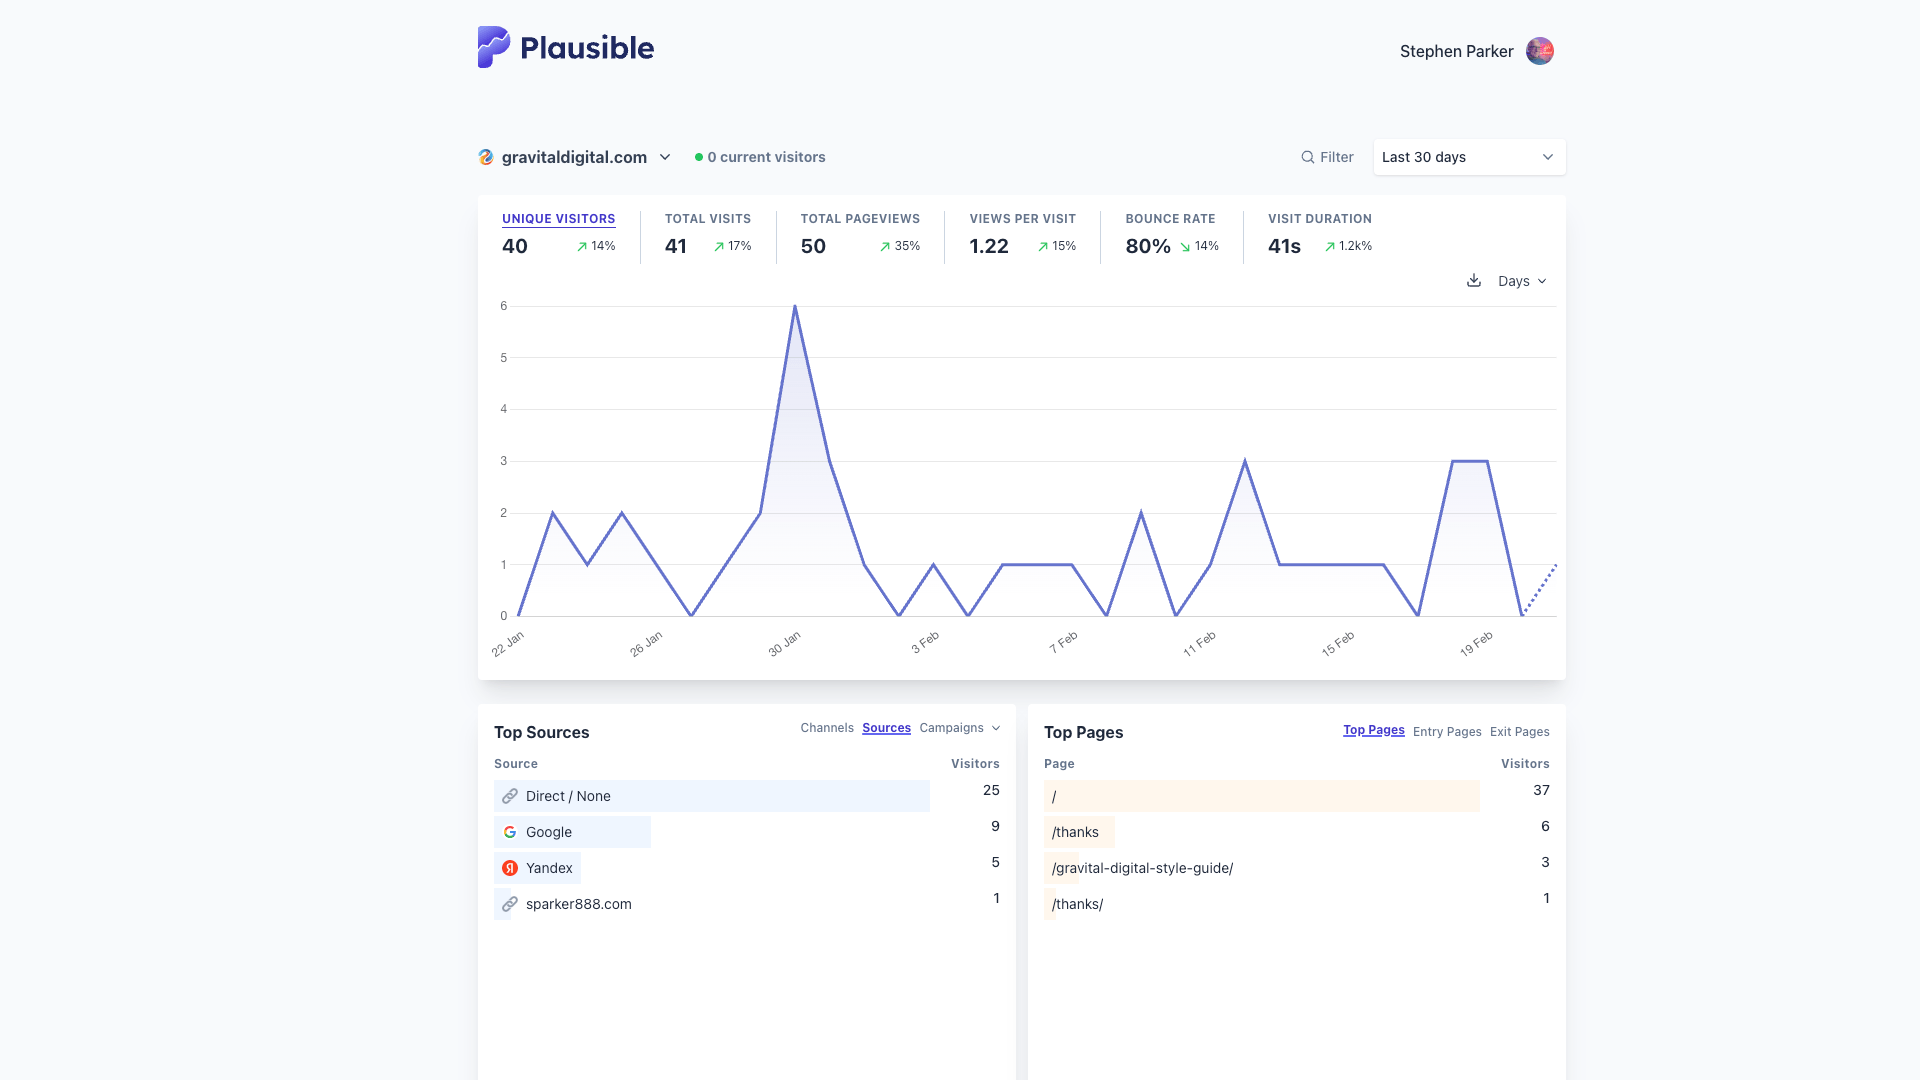 Plausible
Stephen Parker
gravitaldigital.com
0 current visitors
Filter
Last 30 days
UNIQUE VISITORS TOTAL VISITS TOTAL PAGEVIEWS VIEWS PER VISIT BOUNCE RATE VISIT DURATION
40 14% 41 17% 50 35% 1.22 15% 80% 14% 41s 1.2k%
Days
6
5
4
3
2
1
0
22 Jan 26 Jan 30 Jan 3 Feb 7 Feb 11 Feb 15 Feb 19 Feb
Top Sources
Channels Sources Campaigns
Source Visitors
Direct / None 25
Google 9
Yandex 5
sparker888.com 1
Top Pages
Top Pages Entry Pages Exit Pages
Page Visitors
/ 37
/thanks 6
/gravital-digital-style-guide/ 3
/thanks/ 1